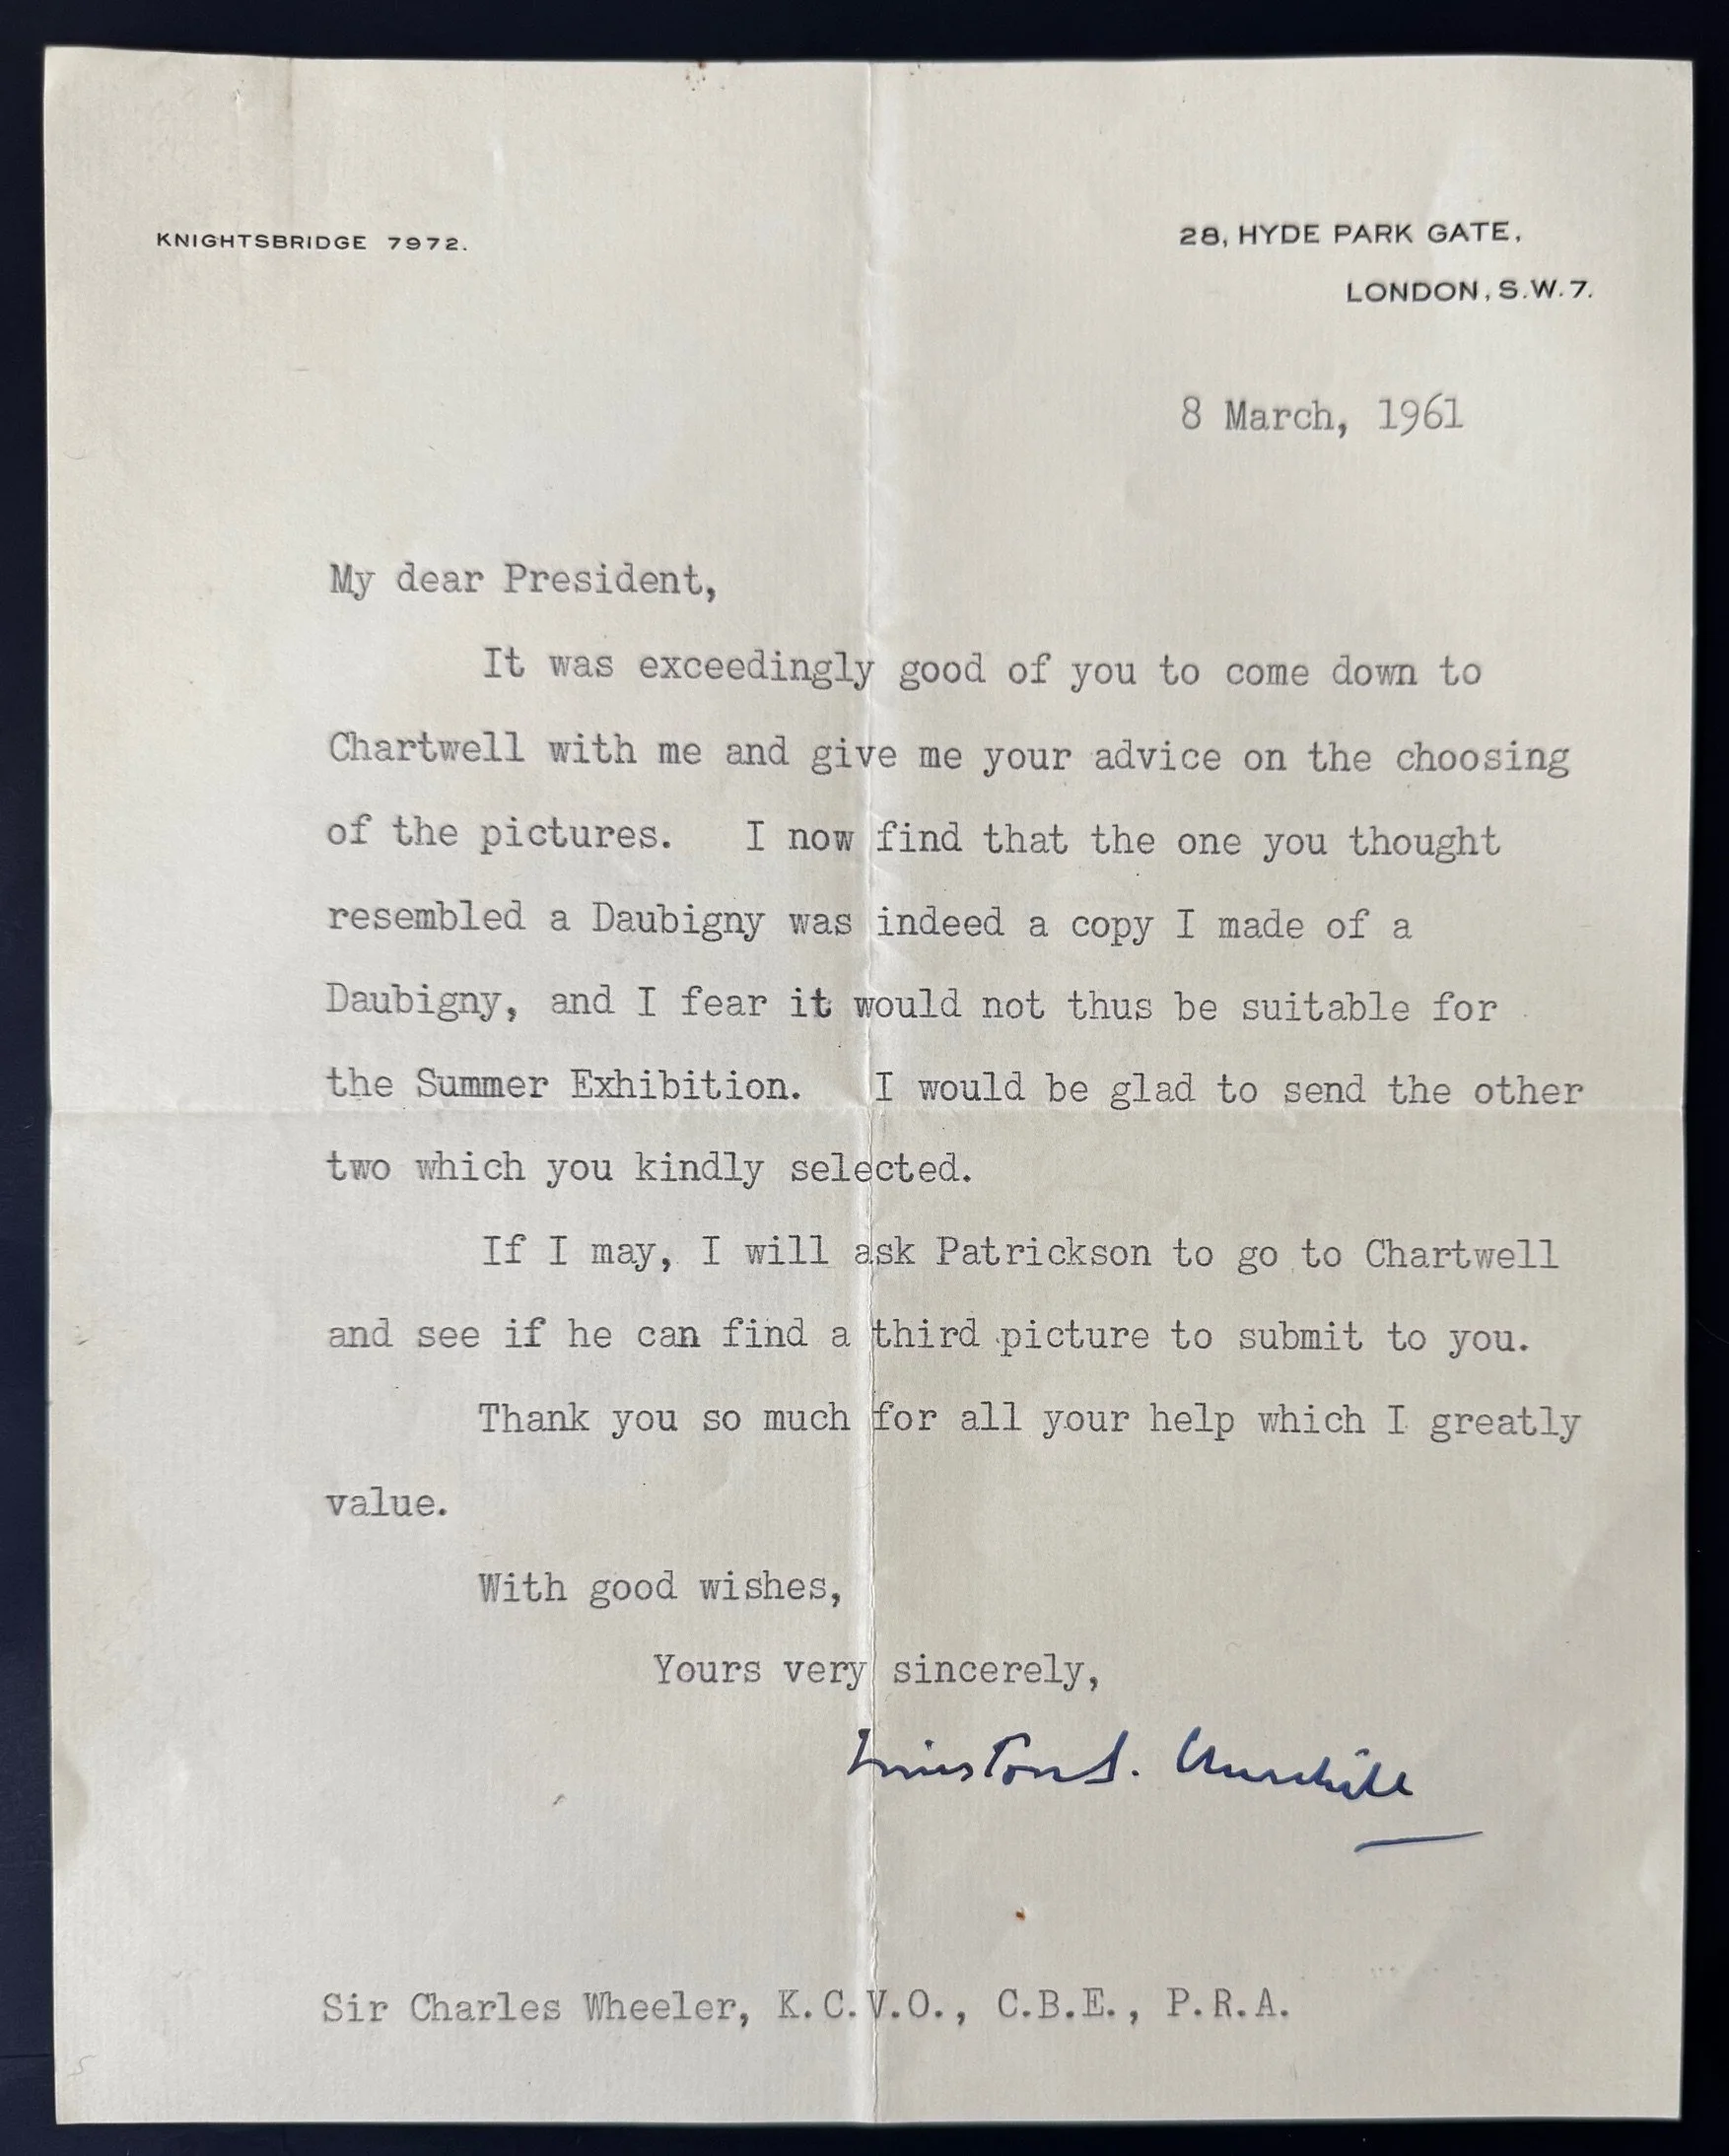 KNIGHTSBRIDGE 7972.
28, HYDE PARK GATE,
LONDON, S.W.7.
8 March, 1961
My dear President,
It was exceedingly good of you to come down to
Chartwell with me and give me your advice on the choosing
of the pictures. I now find that the one you thought
resembled a Daubigny was indeed a copy I made of a
Daubigny, and I fear it would not thus be suitable for
the Summer Exhibition. I would be glad to send the other
two which you kindly selected.
If I may, I will ask Patrickson to go to Chartwell
and see if he can find a third picture to submit to you.
Thank you so much for all your help which I greatly
value.
With good wishes,
Yours very sincerely,
Winston S. Churchill
Sir Charles Wheeler, K.C.V.O., C.B.E., P.R.A.